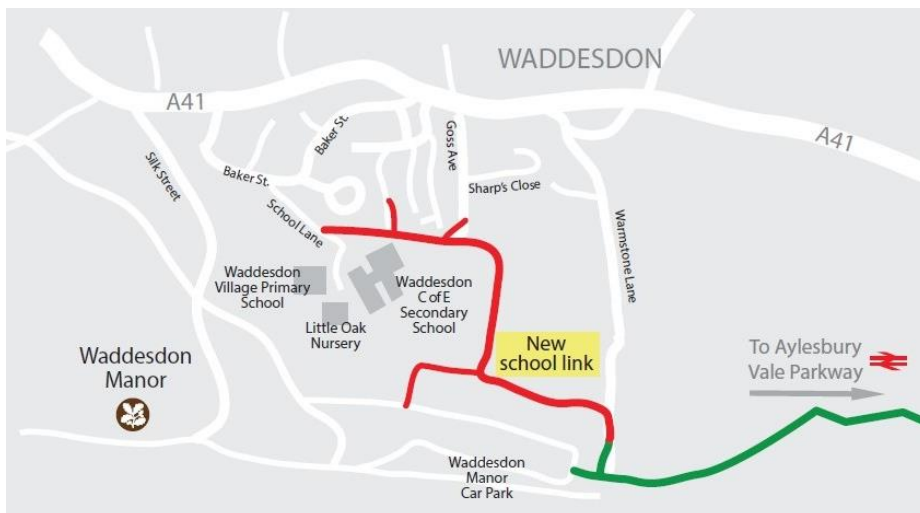 WADDESDON
A41
A41
Baker St.
Goss Ave
Silk Street
Baker St.
Sharp's Close
School Lane
Warmstone Lane
Waddesdon
Village Primary
School
Waddesdon
C of E
Secondary
School
Little Oak
Nursery
New
school link
Waddesdon
Manor
To Aylesbury
Vale Parkway
Waddesdon
Manor
Car Park